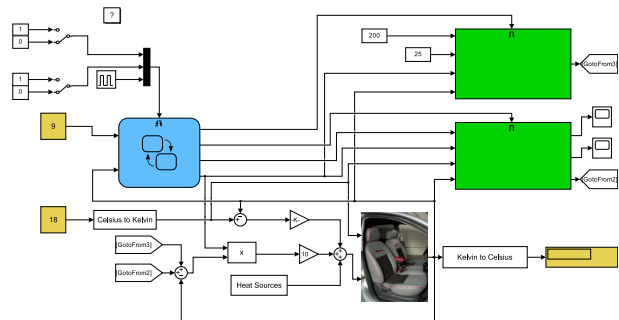 ?
1
0
200
25
[GotoFrom3]
1
0
9
[GotoFrom2]
18
Celsius to Kelvin
-K-
[GotoFrom3]
x
10
Kelvin to Celsius
[GotoFrom2]
Heat Sources